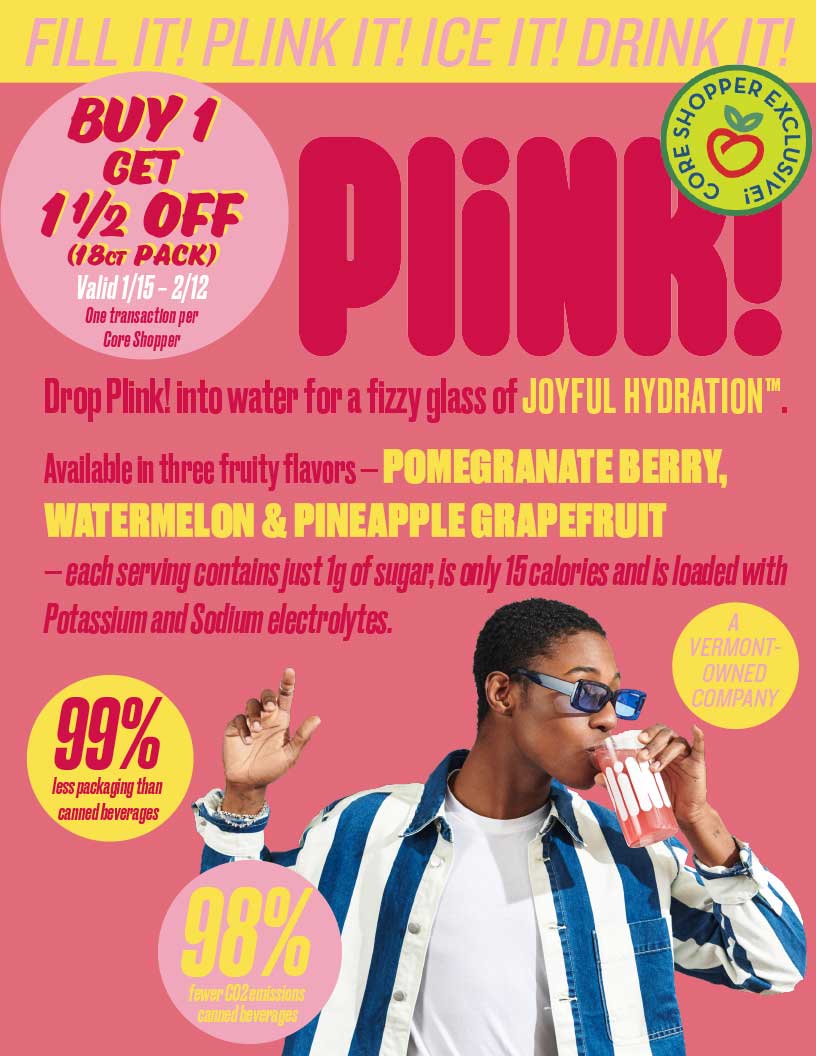 FILL IT! PLINK IT! ICE IT! DRINK IT!
BUY 1
GET
1 1/2 OFF
(18CT PACK)
Valid 1/15 – 2/12
One transaction per
Core Shopper
CORE SHOPPER EXCLUSIVE!
PliNK!
Drop Plink! into water for a fizzy glass of JOYFUL HYDRATION™.
Available in three fruity flavors – POMEGRANATE BERRY,
WATERMELON & PINEAPPLE GRAPEFRUIT
– each serving contains just 1g of sugar, is only 15 calories and is loaded with
Potassium and Sodium electrolytes.
A
VERMONT-
OWNED
COMPANY
99%
less packaging than
canned beverages
liNK
98%
fewer CO2 emissions
canned beverages